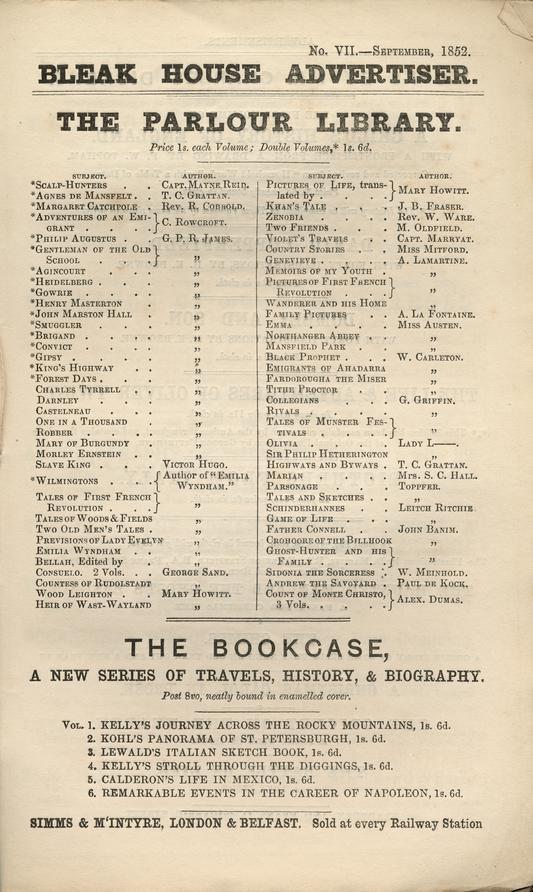 No. VII.—September, 1852.
BLEAK HOUSE ADVERTISER.
THE PARLOUR LIBRARY.
Price 1s. each Volume; Double Volumes,* 1s. 6d.
SUBJECT. AUTHOR.
*Scalp-Hunters . . . Capt. Mayne Reid.
*Agnes de Mansfelt . . T. C. Grattan.
*Margaret Catchpole . . Rev. R. Cobbold.
*Adventures of an Emi-
grant . . . . } C. Rowcroft.
*Philip Augustus . . G. P. R. James.
*Gentleman of the Old
School . . . . } „
*Agincourt . . . . „
*Heidelberg . . . . „
*Gowrie . . . . „
*Henry Masterton . . „
*John Marston Hall . . „
*Smuggler . . . . „
*Brigand . . . . „
*Convict . . . . „
*Gipsy . . . . „
*King's Highway . . . „
*Forest Days . . . . „
Charles Tyrrell . . . „
Darnley . . . . „
Castelneau . . . . „
One in a Thousand . . „
Robber . . . . „
Mary of Burgundy . . „
Morley Ernstein . . . „
Slave King . . . . Victor Hugo.
*Wilmingtons . . . { Author of "Emilia
Wyndham."
Tales of First French
Revolution . . . } „
Tales of Woods & Fields „
Two Old Men's Tales . „
Previsions of Lady Evelyn „
Emilia Wyndham . . „
Bellah, Edited by . . „
Consuelo. 2 Vols. . . George Sand.
Countess of Rudolstadt „
Wood Leighton . . . Mary Howitt.
Heir of Wast-Wayland „
SUBJECT. AUTHOR.
Pictures of Life, trans-
lated by . . . . } Mary Howitt.
Khan's Tale . . . J. B. Fraser.
Zenobia . . . . Rev. W. Ware.
Two Friends . . . M. Oldfield.
Violet's Travels . . Capt. Marryat.
Country Stories . . Miss Mitford.
Genevieve . . . . A. Lamartine.
Memoirs of my Youth . „
Pictures of First French
Revolution . . . } „
Wanderer and his Home „
Family Pictures . . A. La Fontaine.
Emma . . . . Miss Austen.
Northanger Abbey . . „
Mansfield Park . . „
Black Prophet . . . W. Carleton.
Emigrants of Ahadarra „
Fardorougha the Miser „
Tithe Proctor . . . „
Collegians . . . G. Griffin.
Rivals . . . . „
Tales of Munster Fes-
tivals . . . . } „
Olivia . . . . Lady L——.
Sir Philip Hetherington „
Highways and Byways . T. C. Grattan.
Marian . . . . Mrs. S. C. Hall.
Parsonage . . . Topffer.
Tales and Sketches . . „
Schinderhannes . . Leitch Ritchie
Game of Life . . . „
Father Connell . . John Banim.
Crohoore of the Billhook „
Ghost-Hunter and his
Family . . . . } „
Sidonia the Sorceress . W. Meinhold.
Andrew the Savoyard . Paul de Kock.
Count of Monte Christo,
3 Vols. . . . . } Alex. Dumas.
THE BOOKCASE,
A NEW SERIES OF TRAVELS, HISTORY, & BIOGRAPHY.
Post 8vo, neatly bound in enamelled cover.
Vol. 1. KELLY'S JOURNEY ACROSS THE ROCKY MOUNTAINS, 1s. 6d.
2. KOHL'S PANORAMA OF ST. PETERSBURGH, 1s. 6d.
3. LEWALD'S ITALIAN SKETCH BOOK, 1s. 6d.
4. KELLY'S STROLL THROUGH THE DIGGINGS, 1s. 6d.
5. CALDERON'S LIFE IN MEXICO, 1s. 6d.
6. REMARKABLE EVENTS IN THE CAREER OF NAPOLEON, 1s. 6d.
SIMMS & M'INTYRE, LONDON & BELFAST. Sold at every Railway Station